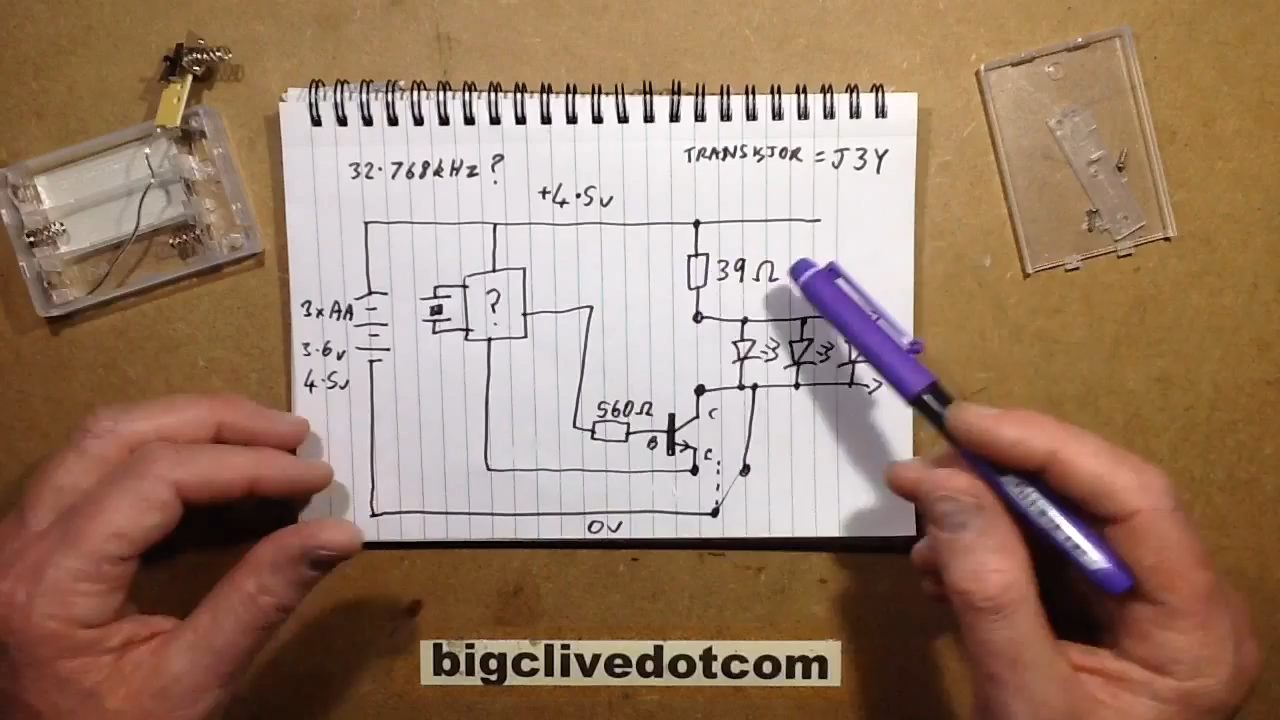 32.768kHz?
TRANSISTOR = J3Y
+4.5v
39Ω
?
3xAA
3.6v
4.5v
560Ω
C
B
E
0v
bigclivedotcom